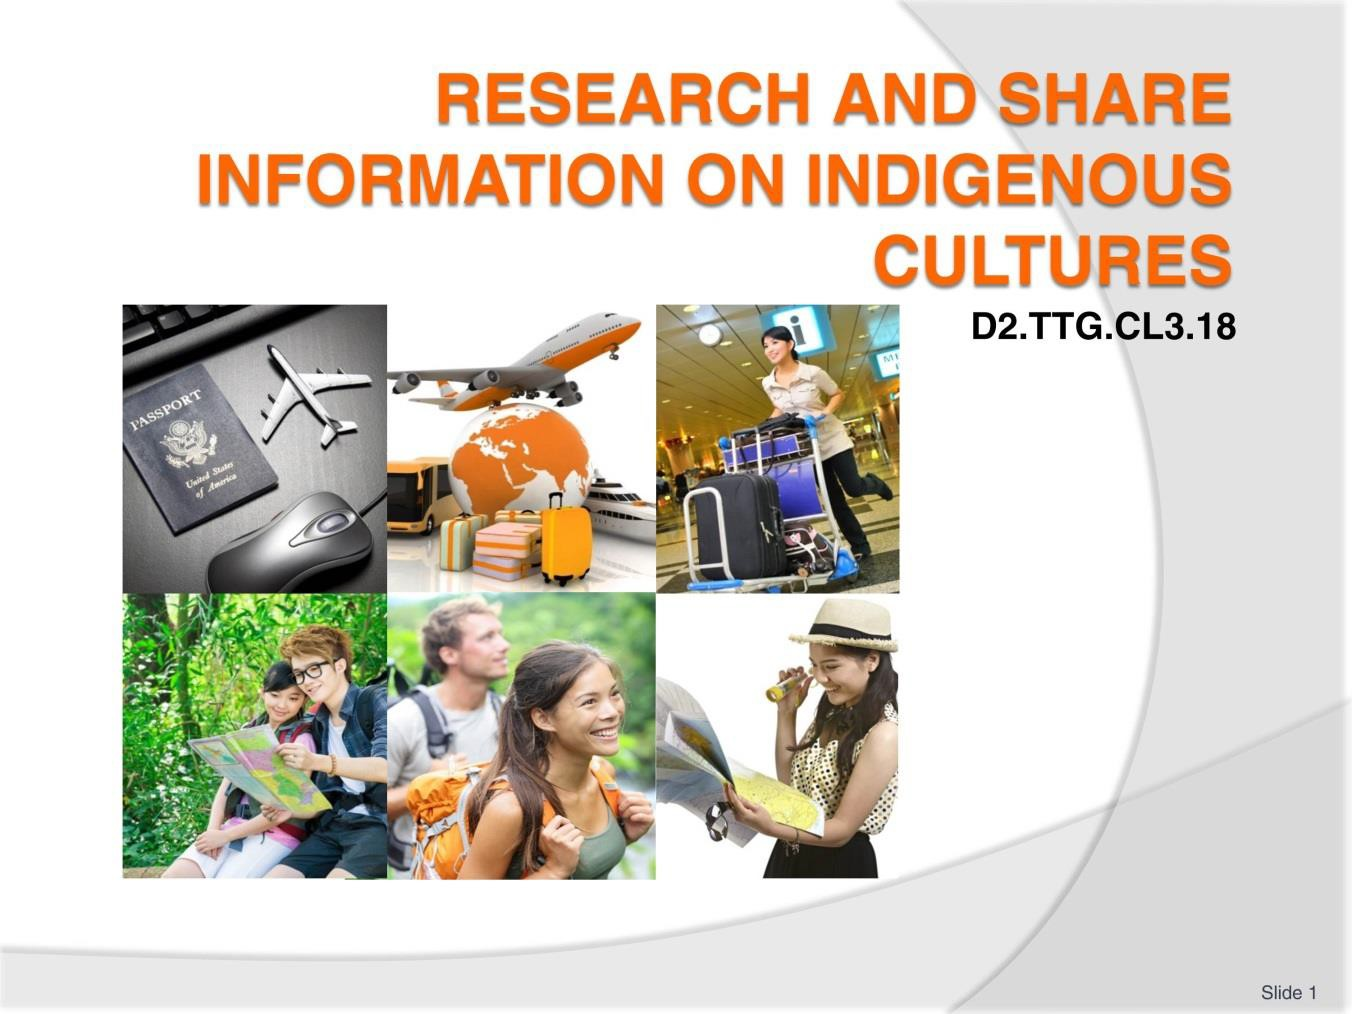 RESEARCH AND SHARE
INFORMATION ON INDIGENOUS
CULTURES
D2.TTG.CL3.18
PASSPORT
United States
of America
i
Slide 1